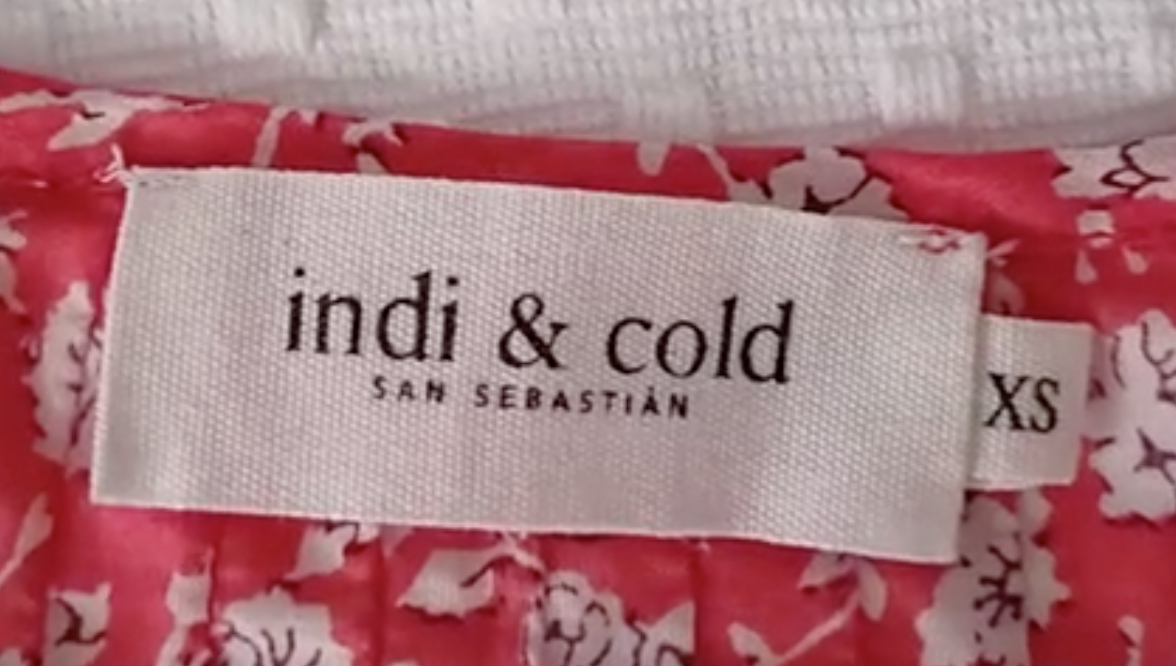 indi & cold
SAN SEBASTIÁN
XS